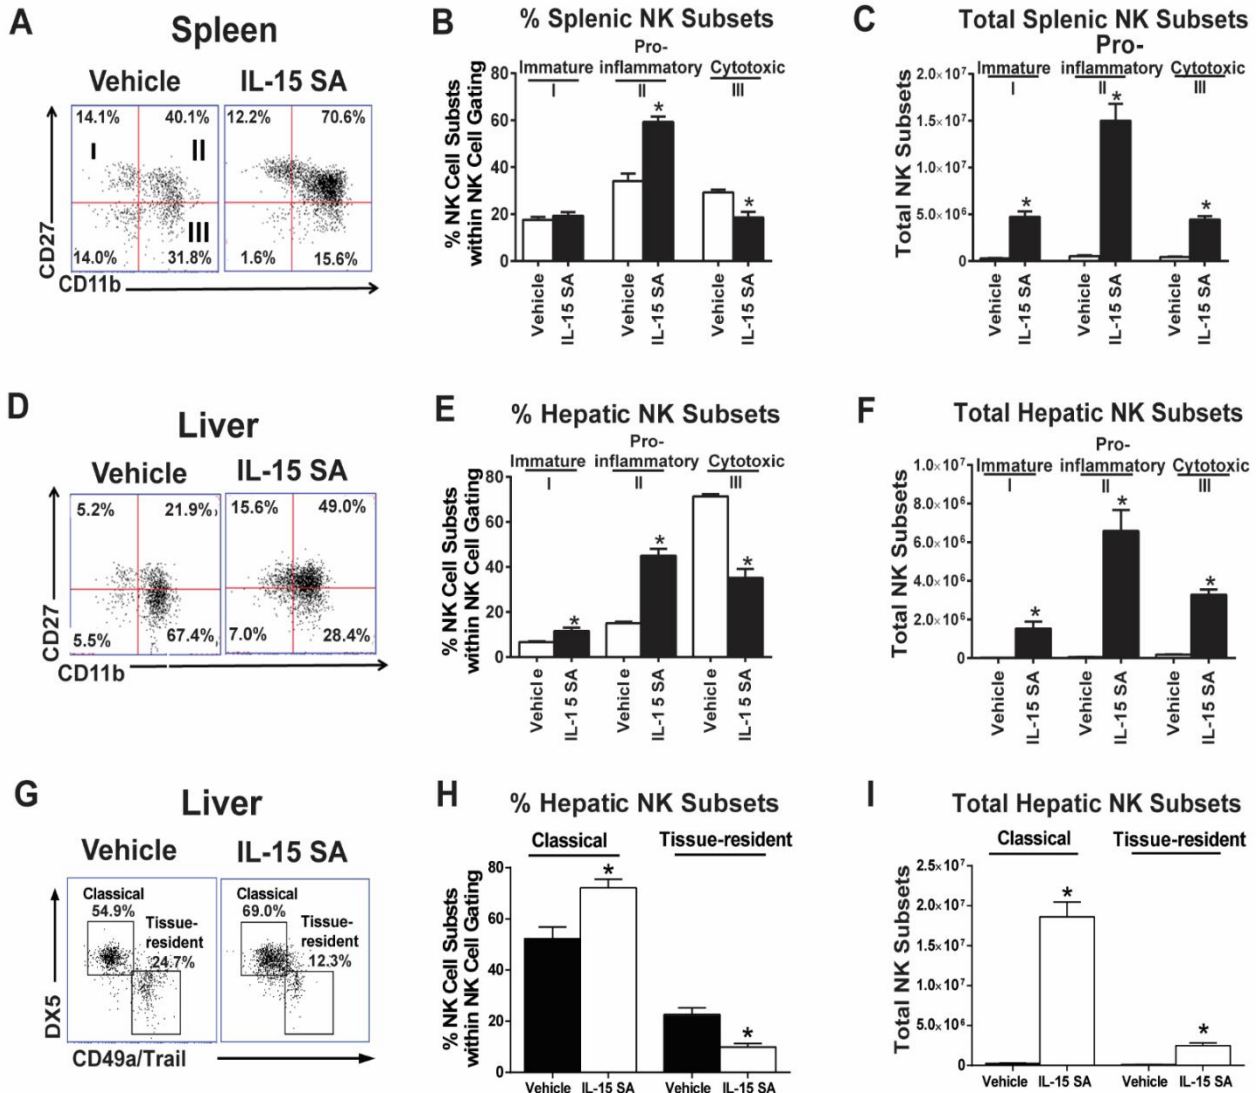 A
Spleen
Vehicle
IL-15 SA
14.1%
40.1%
I
II
III
14.0%
31.8%
12.2%
70.6%
1.6%
15.6%
CD27
CD11b
B
% Splenic NK Subsets
Pro-
Immature
inflammatory
Cytotoxic
I
II
III
% NK Cell Substs
within NK Cell Gating
80
60
40
20
0
*
*
Vehicle
IL-15 SA
Vehicle
IL-15 SA
Vehicle
IL-15 SA
C
Total Splenic NK Subsets
Pro-
Immature
inflammatory
Cytotoxic
I
II
III
Total NK Subsets
2.0×10⁷
1.5×10⁷
1.0×10⁷
5.0×10⁶
0
*
*
*
Vehicle
IL-15 SA
Vehicle
IL-15 SA
Vehicle
IL-15 SA
D
Liver
Vehicle
IL-15 SA
5.2%
21.9%
5.5%
67.4%
15.6%
49.0%
7.0%
28.4%
CD27
CD11b
E
% Hepatic NK Subsets
Pro-
Immature
inflammatory
Cytotoxic
I
II
III
% NK Cell Substs
within NK Cell Gating
80
60
40
20
0
*
*
*
Vehicle
IL-15 SA
Vehicle
IL-15 SA
Vehicle
IL-15 SA
F
Total Hepatic NK Subsets
Pro-
Immature
inflammatory
Cytotoxic
I
II
III
Total NK Subsets
1.0×10⁷
8.0×10⁶
6.0×10⁶
4.0×10⁶
2.0×10⁶
0
*
*
*
Vehicle
IL-15 SA
Vehicle
IL-15 SA
Vehicle
IL-15 SA
G
Liver
Vehicle
IL-15 SA
Classical
54.9%
Tissue-
resident
24.7%
Classical
69.0%
Tissue-
resident
12.3%
DX5
CD49a/Trail
H
% Hepatic NK Subsets
Classical
Tissue-resident
% NK Cell Substs
within NK Cell Gating
80
60
40
20
0
*
*
Vehicle
IL-15 SA
Vehicle
IL-15 SA
I
Total Hepatic NK Subsets
Classical
Tissue-resident
Total NK Subsets
2.5×10⁷
2.0×10⁷
1.5×10⁷
1.0×10⁷
5.0×10⁶
0
*
*
Vehicle
IL-15 SA
Vehicle
IL-15 SA